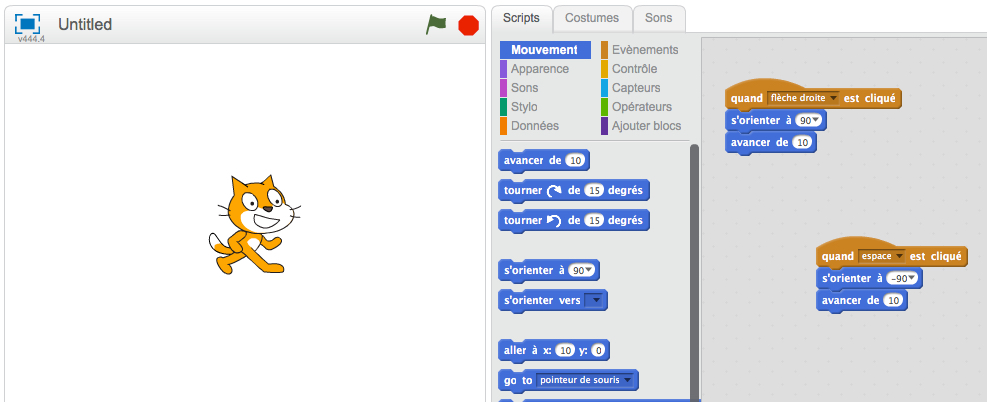 Untitled
v444.4
Scripts Costumes Sons
Mouvement Evènements
Apparence Contrôle
Sons Capteurs
Stylo Opérateurs
Données Ajouter blocs
avancer de 10
tourner de 15 degrés
tourner de 15 degrés
s'orienter à 90
s'orienter vers
aller à x: 10 y: 0
go to pointeur de souris
quand flèche droite est cliqué
s'orienter à 90
avancer de 10
quand espace est cliqué
s'orienter à -90
avancer de 10